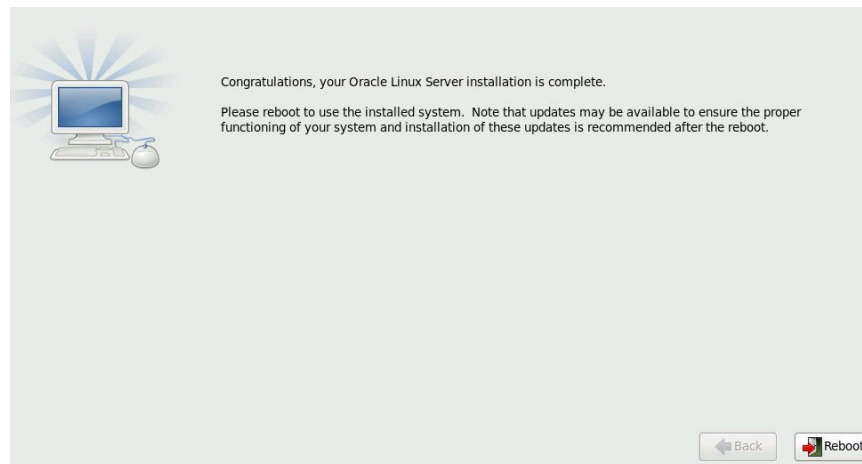 Congratulations, your Oracle Linux Server installation is complete.
Please reboot to use the installed system.  Note that updates may be available to ensure the proper
functioning of your system and installation of these updates is recommended after the reboot.
Back
Reboot